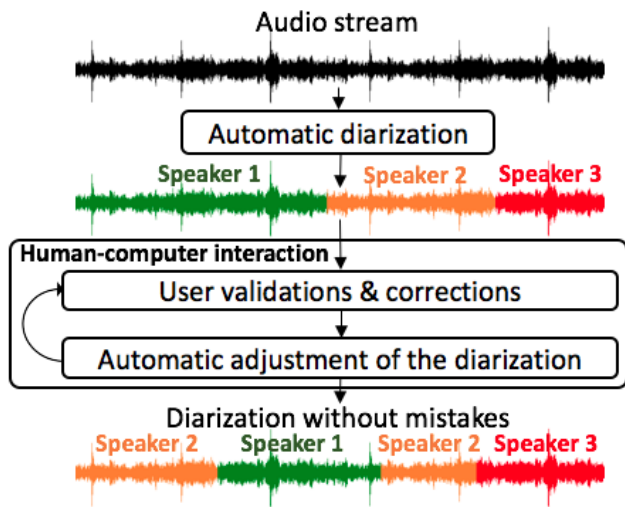 Audio stream
Automatic diarization
Speaker 1 Speaker 2 Speaker 3
Human-computer interaction
User validations & corrections
Automatic adjustment of the diarization
Diarization without mistakes
Speaker 2 Speaker 1 Speaker 2 Speaker 3